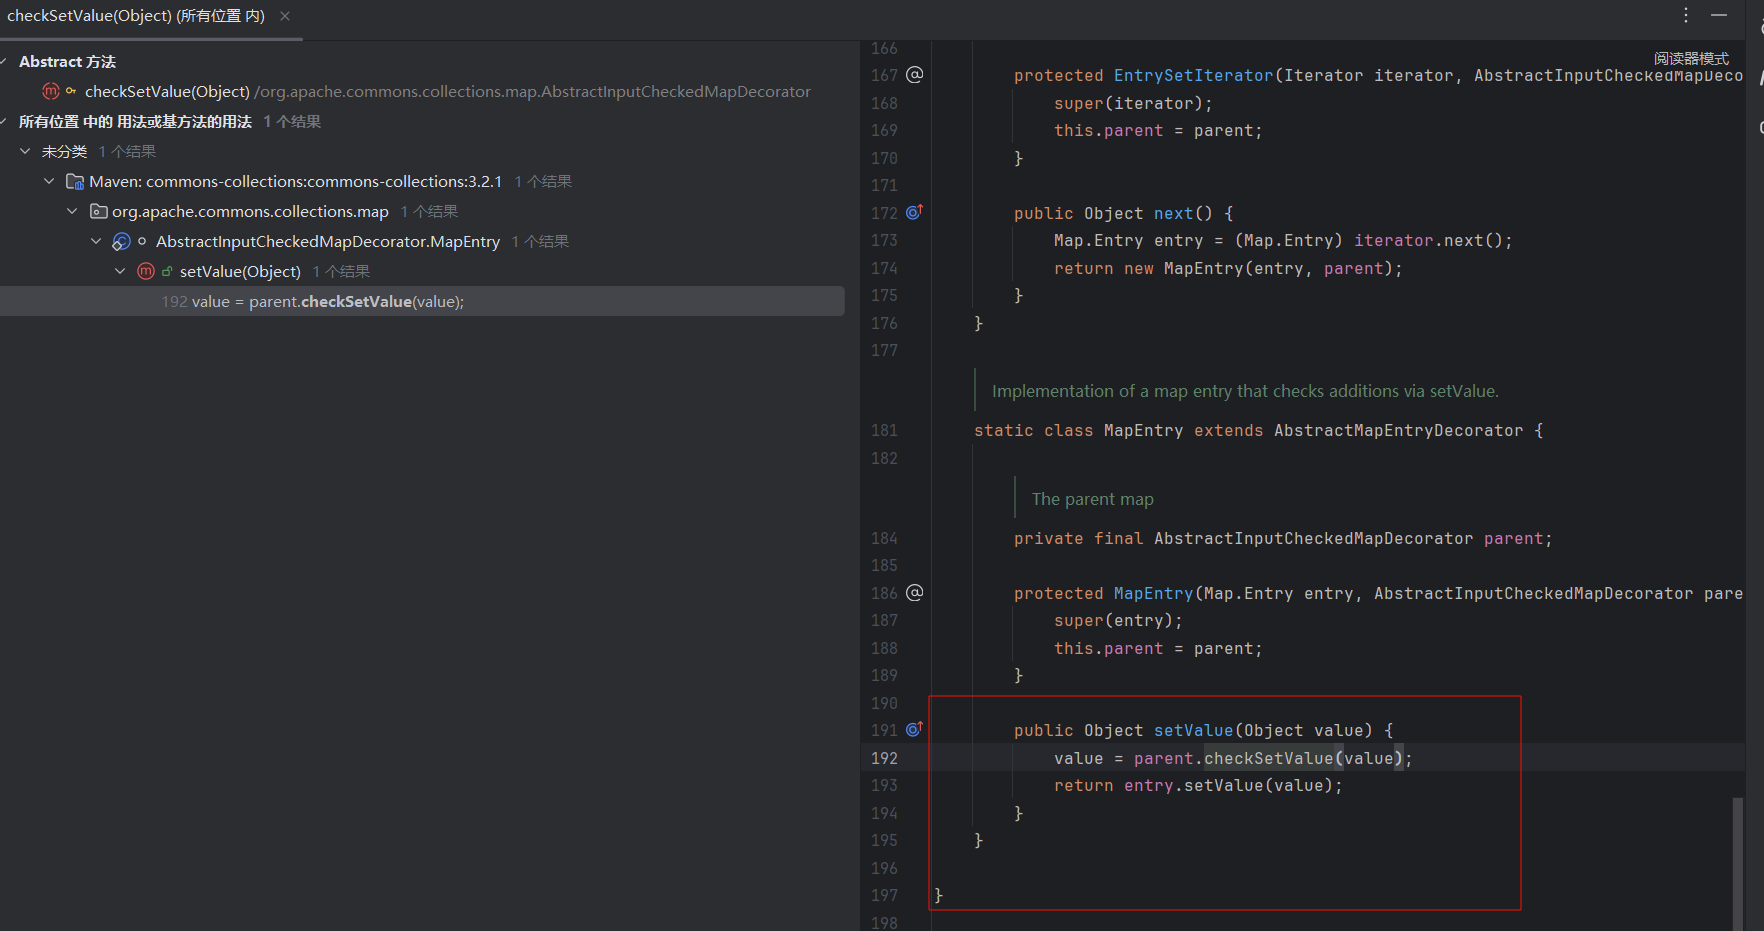 checkSetValue(Object) (所有位置 内)
Abstract 方法
checkSetValue(Object) /org.apache.commons.collections.map.AbstractInputCheckedMapDecorator
所有位置 中的 用法或基方法的用法 1 个结果
未分类 1 个结果
Maven: commons-collections:commons-collections:3.2.1 1 个结果
org.apache.commons.collections.map 1 个结果
AbstractInputCheckedMapDecorator.MapEntry 1 个结果
setValue(Object) 1 个结果
192 value = parent.checkSetValue(value);
阅读器模式
166
167 @ protected EntrySetIterator(Iterator iterator, AbstractInputCheckedMapDeco
168 super(iterator);
169 this.parent = parent;
170 }
171
172 public Object next() {
173 Map.Entry entry = (Map.Entry) iterator.next();
174 return new MapEntry(entry, parent);
175 }
176 }
177
Implementation of a map entry that checks additions via setValue.
181 static class MapEntry extends AbstractMapEntryDecorator {
182
The parent map
184 private final AbstractInputCheckedMapDecorator parent;
185
186 @ protected MapEntry(Map.Entry entry, AbstractInputCheckedMapDecorator pare
187 super(entry);
188 this.parent = parent;
189 }
190
191 public Object setValue(Object value) {
192 value = parent.checkSetValue(value);
193 return entry.setValue(value);
194 }
195 }
196
197 }
198